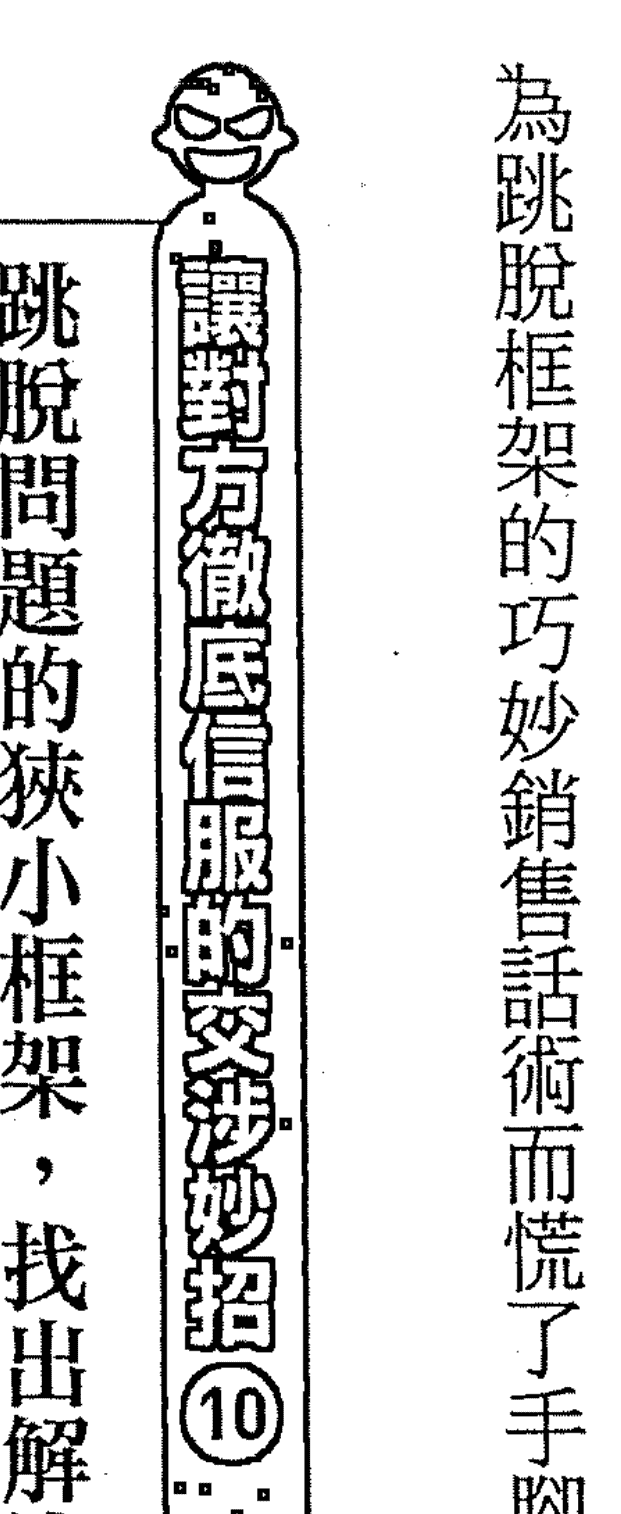 為跳脫框架的巧妙銷售話術而慌了手腳
讓對方徹底信服的交涉妙招⑩
跳脫問題的狹小框架，找出解